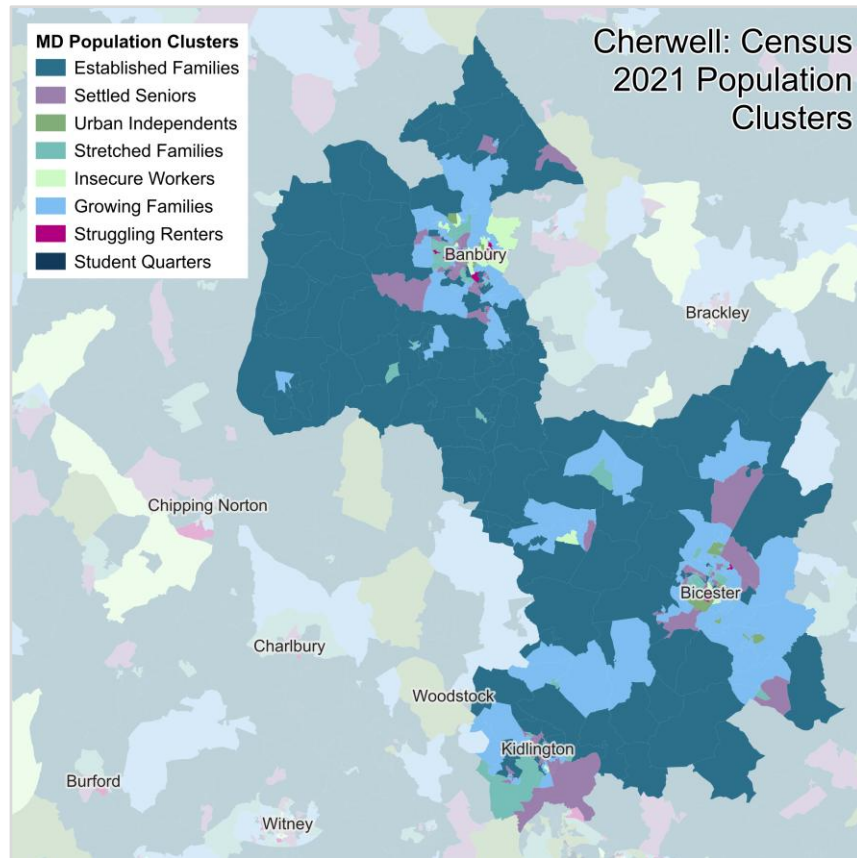 Cherwell: Census
2021 Population
Clusters
MD Population Clusters
Established Families
Settled Seniors
Urban Independents
Stretched Families
Insecure Workers
Growing Families
Struggling Renters
Student Quarters
Banbury
Brackley
Chipping Norton
Bicester
Charlbury
Woodstock
Kidlington
Burford
Witney